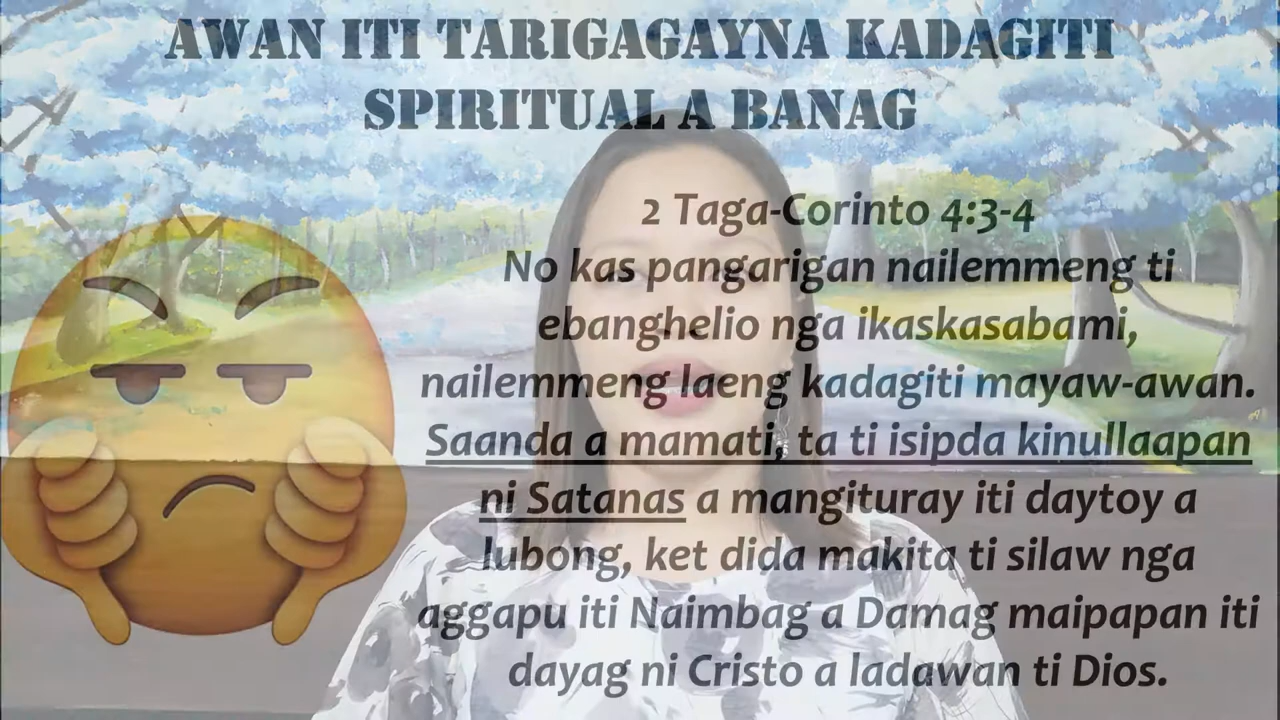 AWAN ITI TARIGAGAYNA KADAGITI
SPIRITUAL A BANAG
2 Taga-Corinto 4:3-4
No kas pangarigan nailemmeng ti
ebanghelio nga ikaskasabami,
nailemmeng laeng kadagiti mayaw-awan.
Saanda a mamati, ta ti isipda kinullaapan
ni Satanas a mangituray iti daytoy a
lubong, ket dida makita ti silaw nga
aggapu iti Naimbag a Damag maipapan iti
dayag ni Cristo a ladawan ti Dios.